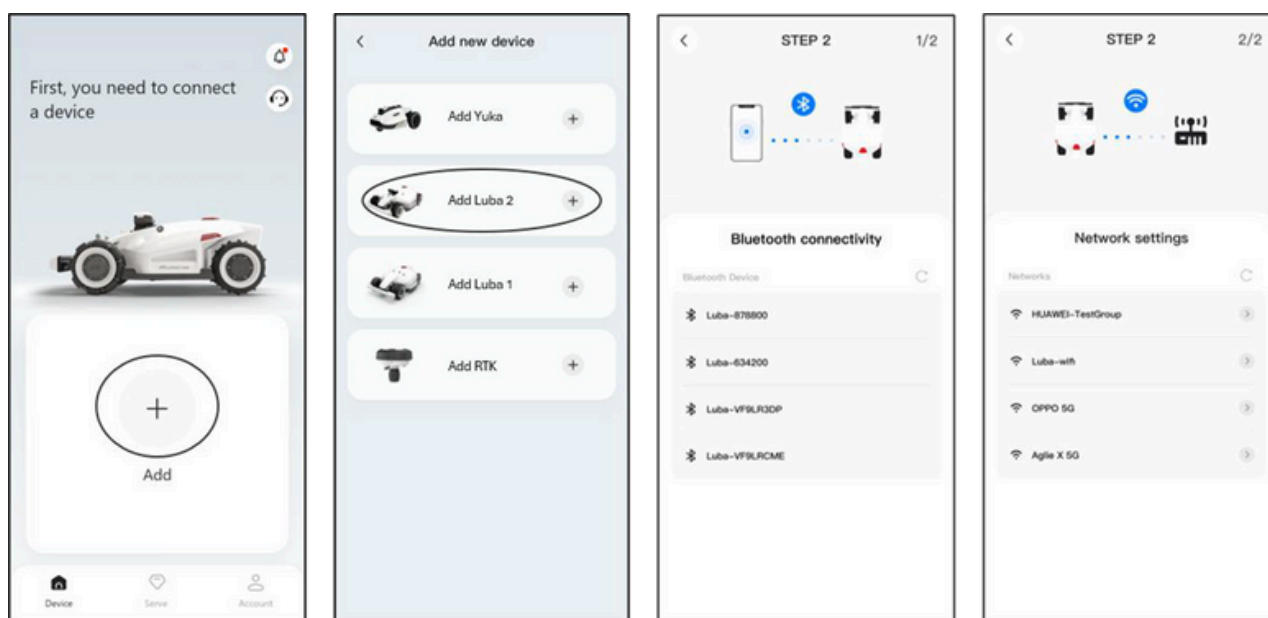 First, you need to connect
a device
Add
Device
Serve
Account
Add new device
Add Yuka
Add Luba 2
Add Luba 1
Add RTK
STEP 2
1/2
Bluetooth connectivity
Bluetooth Device
Luba-878800
Luba-634200
Luba-VF9LR3DP
Luba-VF9LRCME
STEP 2
2/2
Network settings
Networks
HUAWEI-TestGroup
Luba-wifi
OPPO 5G
Agile X 5G